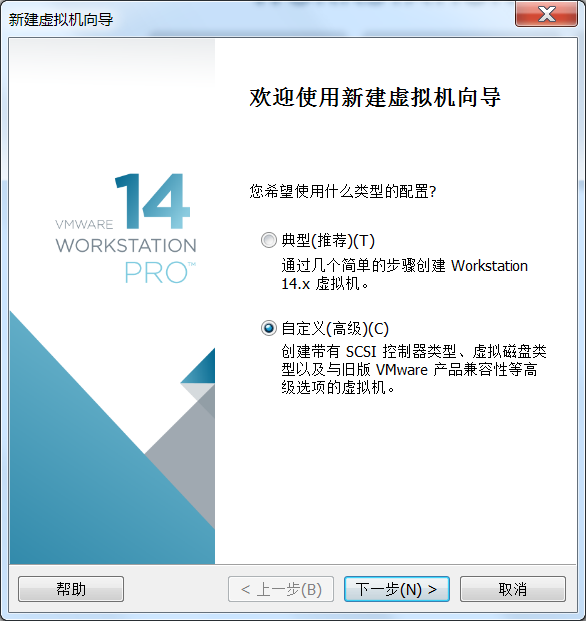 新建虚拟机向导
欢迎使用新建虚拟机向导
14
VMWARE
WORKSTATION
PRO™
您希望使用什么类型的配置?
典型(推荐)(T)
通过几个简单的步骤创建 Workstation
14.x 虚拟机。
自定义(高级)(C)
创建带有 SCSI 控制器类型、虚拟磁盘类
型以及与旧版 VMware 产品兼容性等高
级选项的虚拟机。
帮助
< 上一步(B)
下一步(N) >
取消